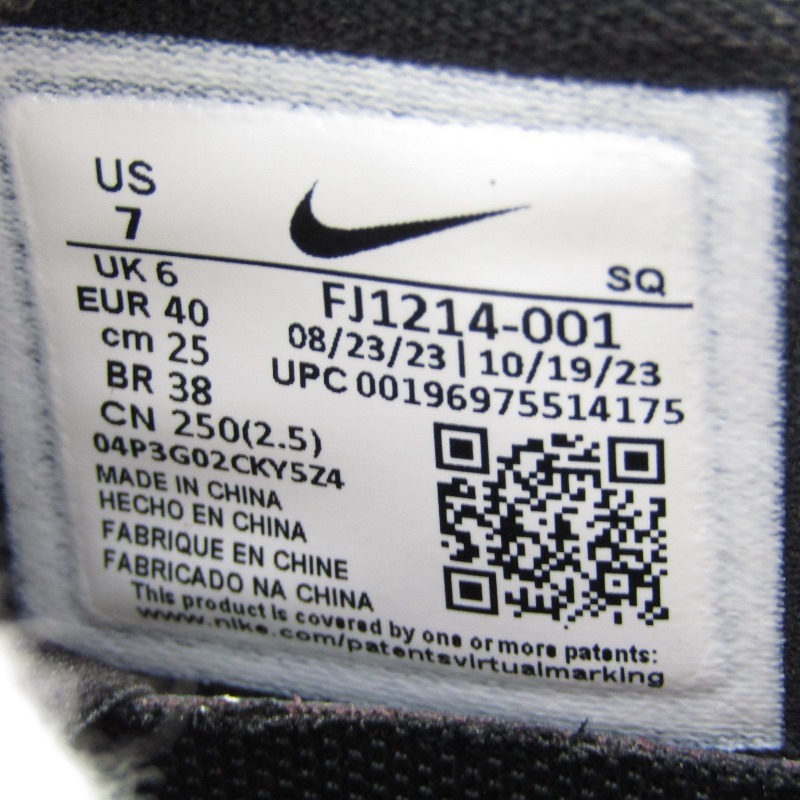 US
7
SQ
UK 6
EUR 40
cm 25
BR 38
CN 250(2.5)
FJ1214-001
08/23/23 | 10/19/23
UPC 00196975514175
04P3G02CKY5Z4
MADE IN CHINA
HECHO EN CHINA
FABRIQUE EN CHINE
FABRICADO NA CHINA
This product is covered by one or more patents:
www.nike.com/patentsvirtualmarking